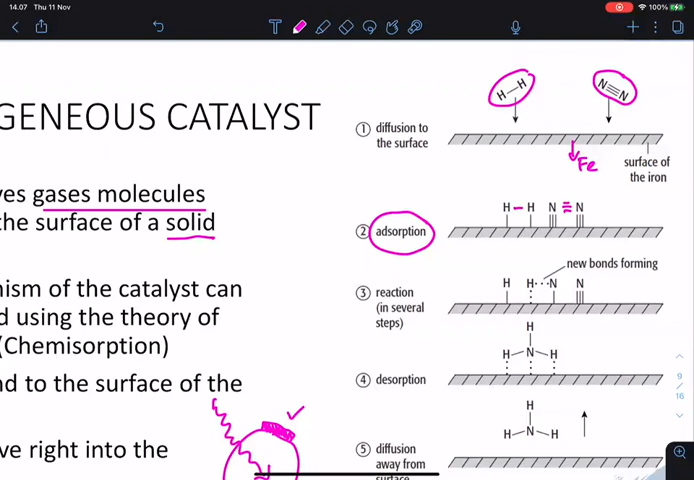 14.07 Thu 11 Nov
100%
GENEOUS CATALYST
ves gases molecules
the surface of a solid
nism of the catalyst can
d using the theory of
(Chemisorption)
nd to the surface of the
ve right into the
H—H
N≡N
① diffusion to
the surface
Fe
surface of
the iron
② adsorption
H - H N = N
new bonds forming
③ reaction
(in several
steps)
H H···N N
④ desorption
H
H—N—H
⑤ diffusion
away from
surface
H
H—N—H
9
/
16